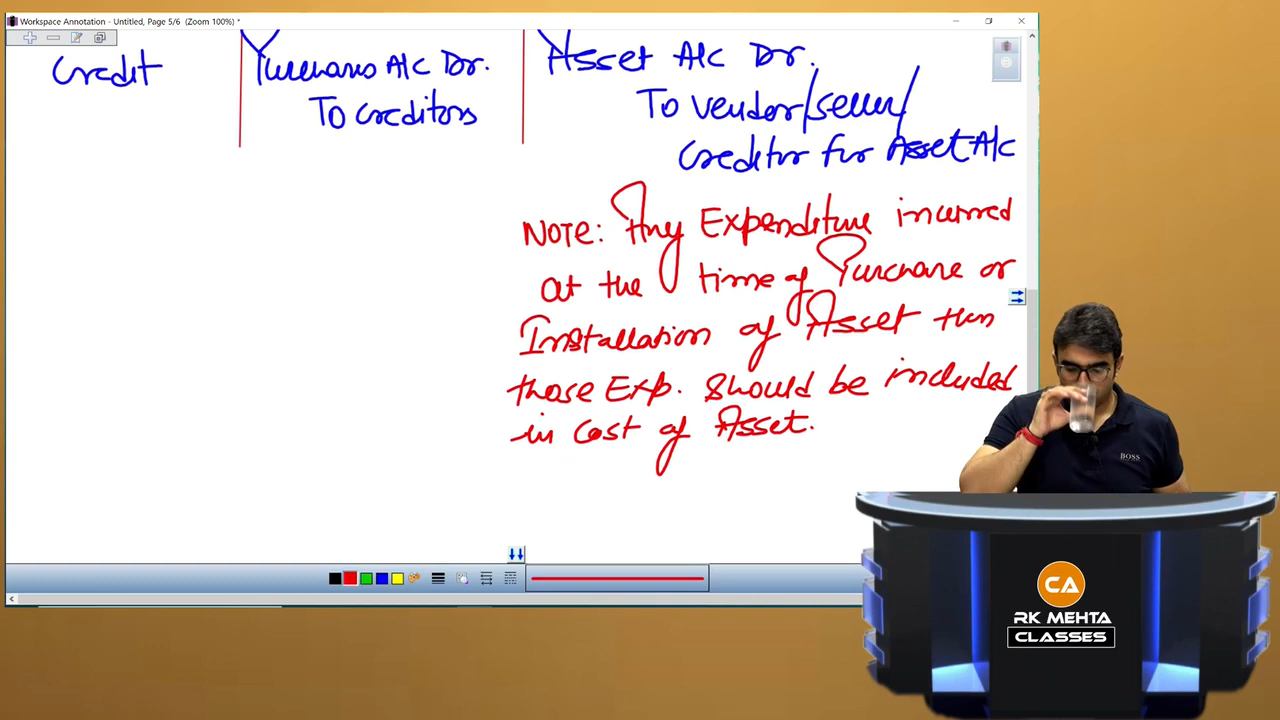 Workspace Annotation - Untitled, Page 5/6 (Zoom 100%) *
Credit
Purchases A/c Dr.
To Creditors
Asset A/c Dr.
To vendor/seller/
Creditor for Asset A/c
NOTE: Any Expenditure incurred
at the time of Purchase or
Installation of Asset then
those Exp. should be included
in cost of Asset.
BOSS
CA
RK MEHTA
CLASSES